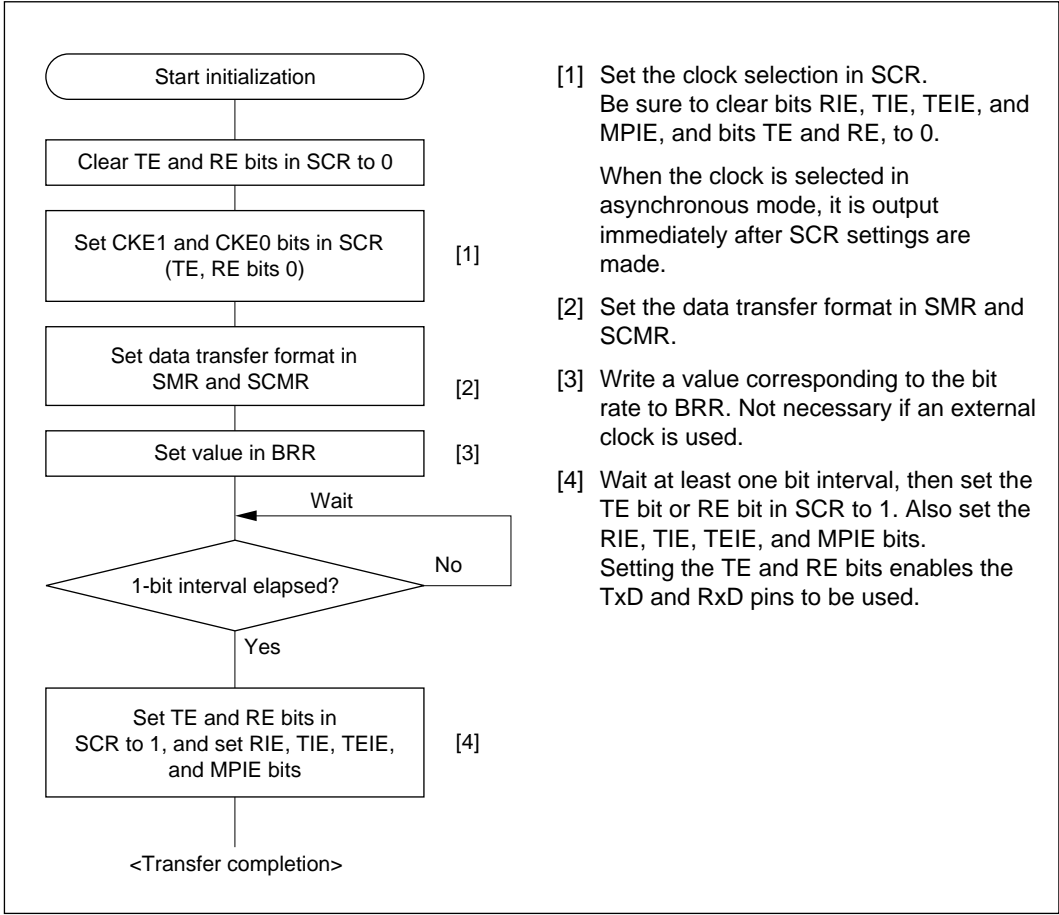 Start initialization
Clear TE and RE bits in SCR to 0
Set CKE1 and CKE0 bits in SCR
(TE, RE bits 0)
[1]
Set data transfer format in
SMR and SCMR
[2]
Set value in BRR
[3]
Wait
No
1-bit interval elapsed?
Yes
Set TE and RE bits in
SCR to 1, and set RIE, TIE, TEIE,
and MPIE bits
[4]
<Transfer completion>
[1] Set the clock selection in SCR.
Be sure to clear bits RIE, TIE, TEIE, and
MPIE, and bits TE and RE, to 0.
When the clock is selected in
asynchronous mode, it is output
immediately after SCR settings are
made.
[2] Set the data transfer format in SMR and
SCMR.
[3] Write a value corresponding to the bit
rate to BRR. Not necessary if an external
clock is used.
[4] Wait at least one bit interval, then set the
TE bit or RE bit in SCR to 1. Also set the
RIE, TIE, TEIE, and MPIE bits.
Setting the TE and RE bits enables the
TxD and RxD pins to be used.